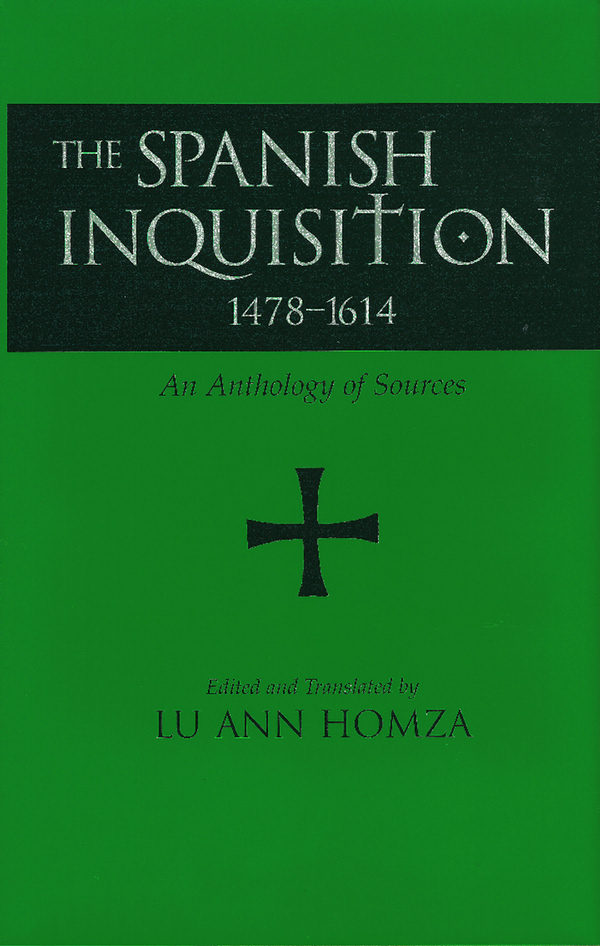 THE SPANISH
INQUISITION
1478–1614
An Anthology of Sources
Edited and Translated by
LU ANN HOMZA